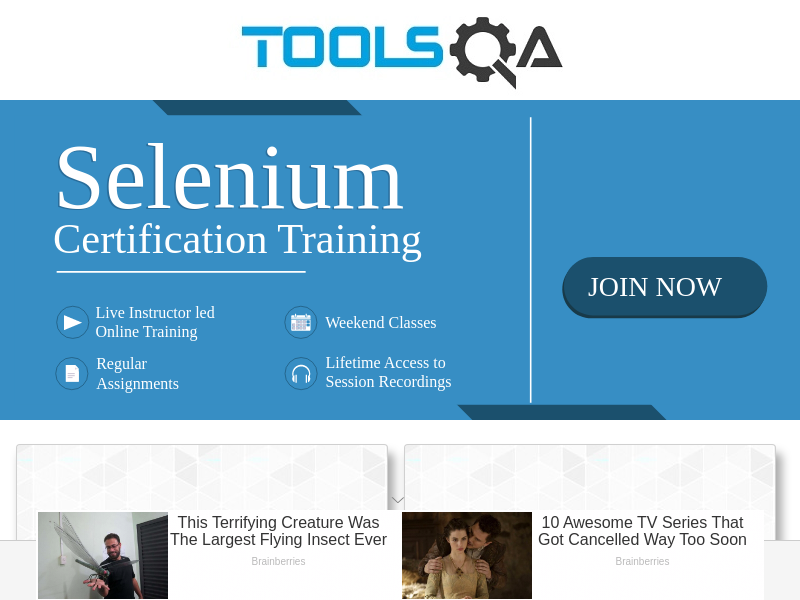 TOOLSQA
Selenium
Certification Training
JOIN NOW
Live Instructor led
Online Training
Weekend Classes
Regular
Assignments
Lifetime Access to
Session Recordings
This Terrifying Creature Was
The Largest Flying Insect Ever
Brainberries
10 Awesome TV Series That
Got Cancelled Way Too Soon
Brainberries